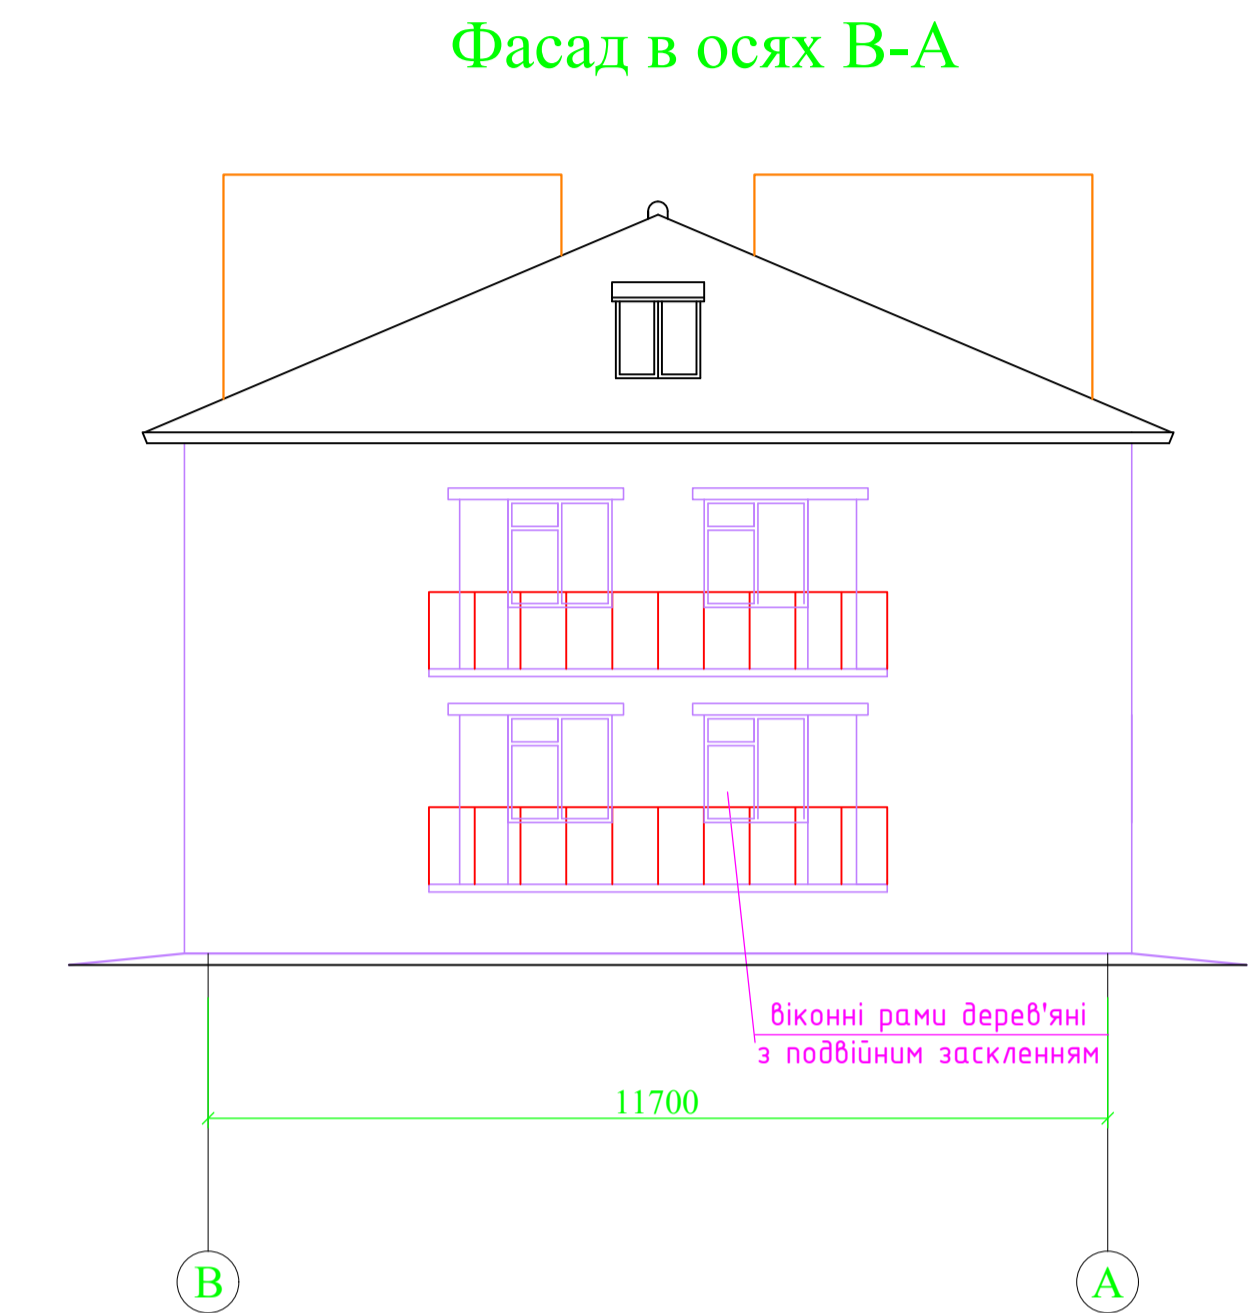 Фасад в осях В-А
віконні рами дерев'яні
з подвійним заскленням
11700
В
А